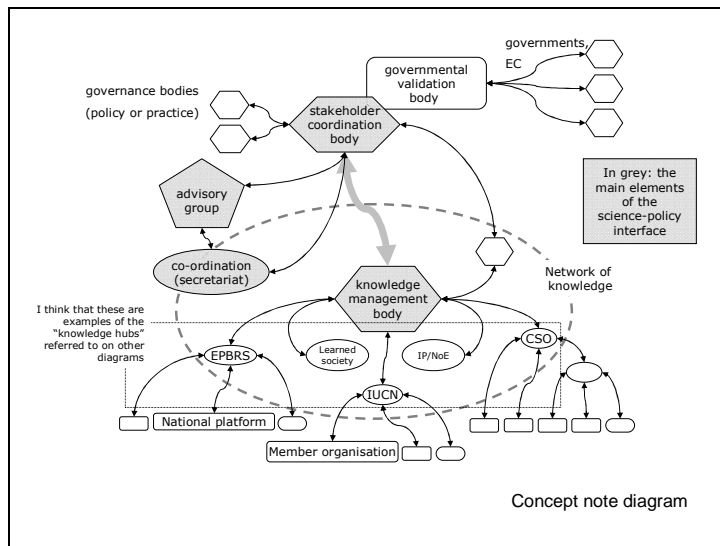 governments,
EC
governmental
validation
body
governance bodies
(policy or practice)
stakeholder
coordination
body
advisory
group
In grey: the
main elements
of the
science-policy
interface
co-ordination
(secretariat)
knowledge
management
body
Network of
knowledge
I think that these are
examples of the
"knowledge hubs"
referred to on other
diagrams
EPBRS
Learned
society
IP/NoE
CSO
IUCN
National platform
Member organisation
Concept note diagram